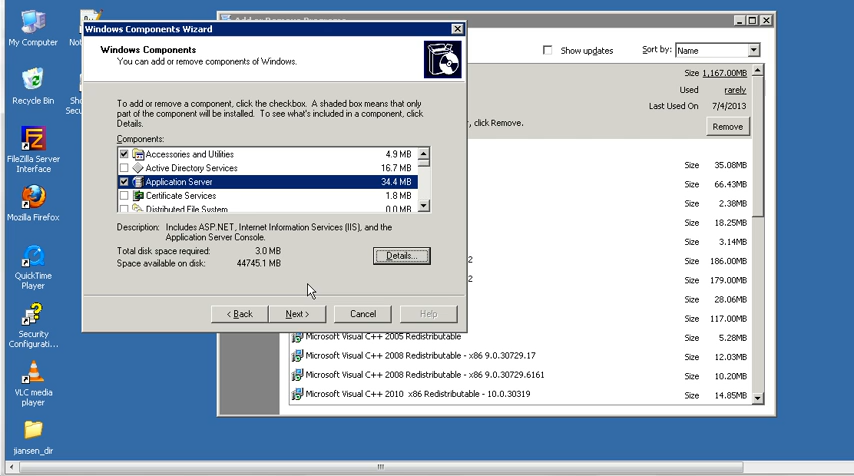 My Computer
Recycle Bin
FileZilla Server
Interface
Mozilla Firefox
QuickTime
Player
Security
Configurati...
VLC media
player
jiansen_dir
Windows Components Wizard
Windows Components
You can add or remove components of Windows.
To add or remove a component, click the checkbox. A shaded box means that only
part of the component will be installed. To see what's included in a component, click
Details.
Components:
Accessories and Utilities 4.9 MB
Active Directory Services 16.7 MB
Application Server 34.4 MB
Certificate Services 1.8 MB
Distributed File System 0.0 MB
Description: Includes ASP.NET, Internet Information Services (IIS), and the
Application Server Console.
Total disk space required: 3.0 MB
Space available on disk: 44745.1 MB
Details...
< Back
Next >
Cancel
Help
Add or Remove Programs
Show updates
Sort by: Name
Size 1,167.00MB
Used rarely
Last Used On 7/4/2013
, click Remove.
Remove
Size 35.08MB
Size 66.43MB
Size 2.38MB
Size 18.25MB
Size 3.14MB
2 Size 186.00MB
2 Size 179.00MB
Size 28.06MB
Size 117.00MB
Microsoft Visual C++ 2005 Redistributable Size 5.28MB
Microsoft Visual C++ 2008 Redistributable - x86 9.0.30729.17 Size 12.03MB
Microsoft Visual C++ 2008 Redistributable - x86 9.0.30729.6161 Size 10.20MB
Microsoft Visual C++ 2010 x86 Redistributable - 10.0.30319 Size 14.85MB